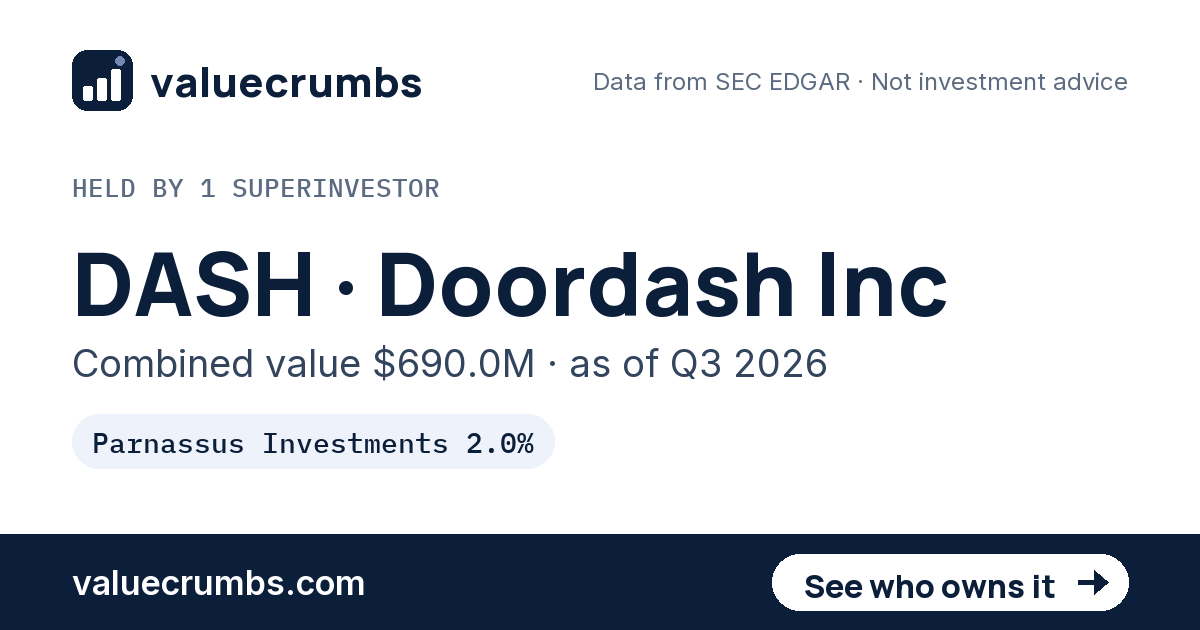 valuecrumbs
Data from SEC EDGAR · Not investment advice
HELD BY 1 SUPERINVESTOR
DASH · Doordash Inc
Combined value $690.0M · as of Q3 2026
Parnassus Investments 2.0%
valuecrumbs.com
See who owns it →